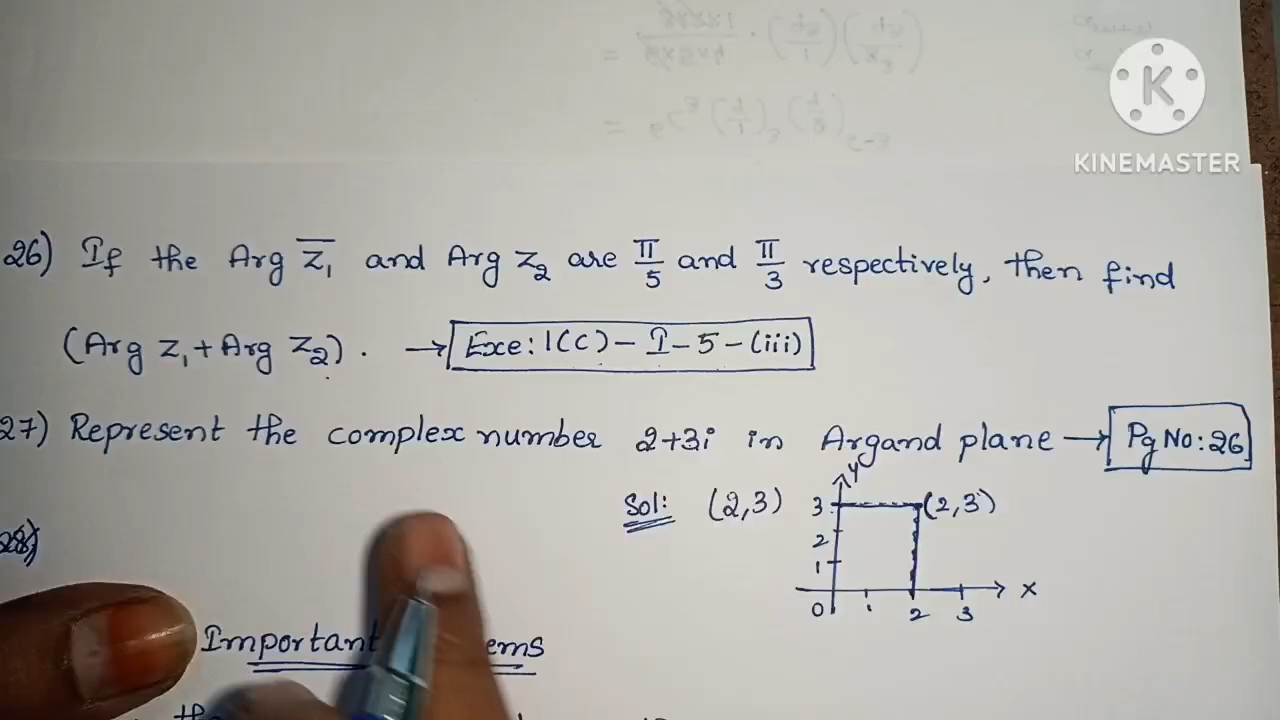 K
KINEMASTER
26) If the Arg z̅₁ and Arg z₂ are π/5 and π/3 respectively, then find
(Arg z₁ + Arg z₂). → Exe: 1(c) - I - 5 - (iii)
27) Represent the complex number 2+3i in Argand plane → Pg No: 26
Sol: (2,3)
y
3 (2,3)
2
1
0 1 2 3 x
28)
Important